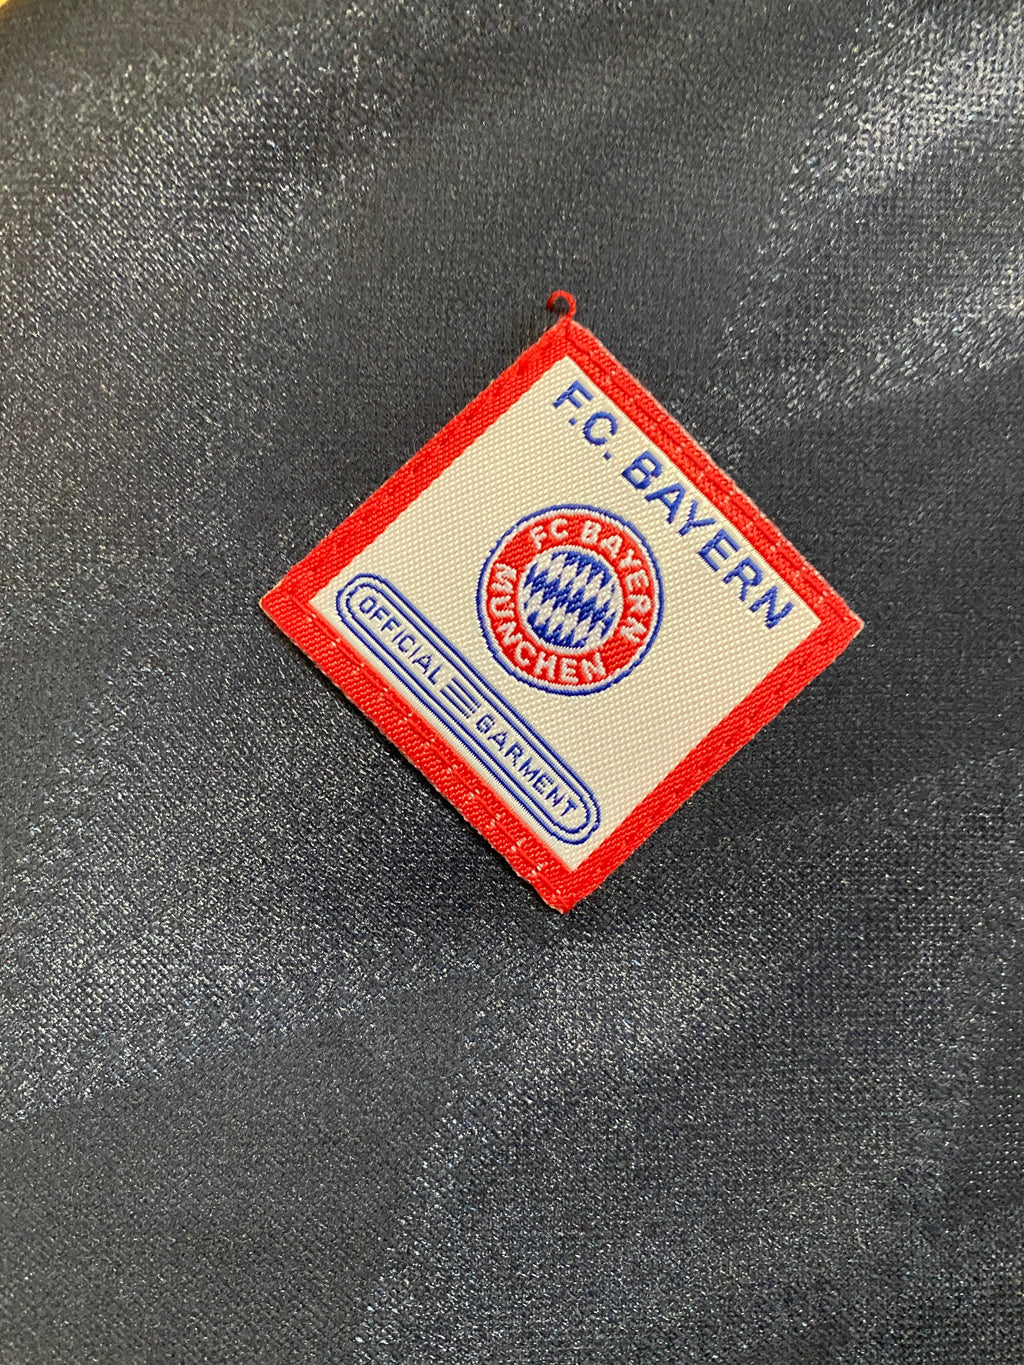 F.C. BAYERN
FC BAYERN
MÜNCHEN
OFFICIAL GARMENT